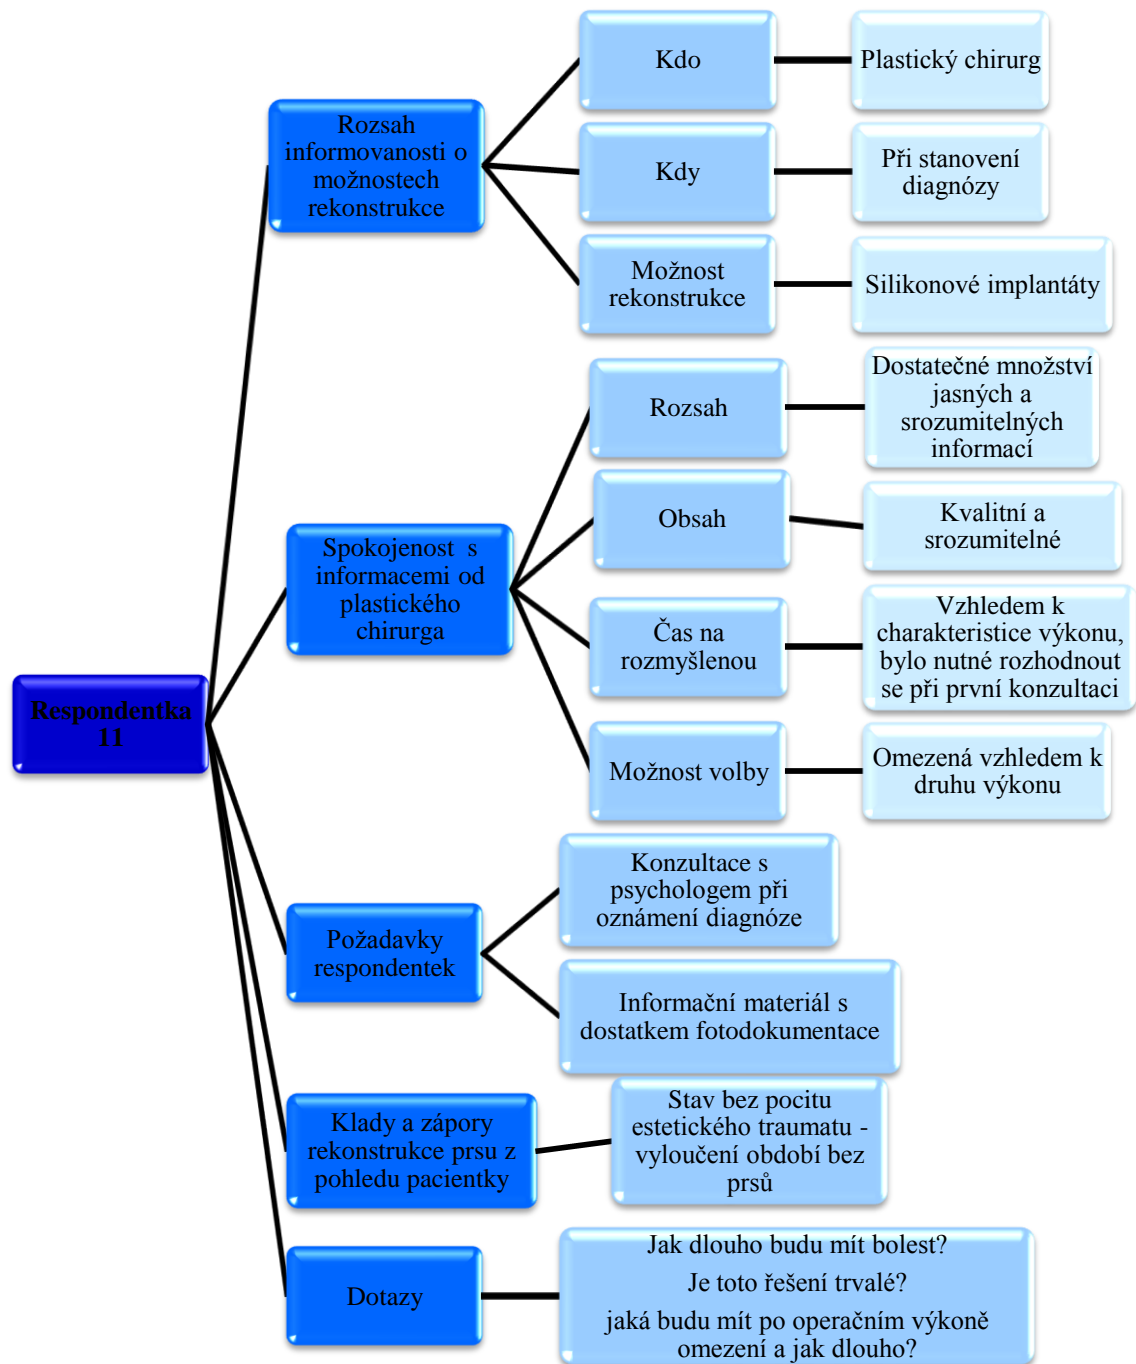 Respondentka
11
Rozsah
informovanosti o
možnostech
rekonstrukce
Kdo
Plastický chirurg
Kdy
Při stanovení
diagnózy
Možnost
rekonstrukce
Silikonové implantáty
Spokojenost s
informacemi od
plastického
chirurga
Rozsah
Dostatečné množství
jasných a
srozumitelných
informací
Obsah
Kvalitní a
srozumitelné
Čas na
rozmyšlenou
Vzhledem k
charakteristice výkonu,
bylo nutné rozhodnout
se při první konzultaci
Možnost volby
Omezená vzhledem k
druhu výkonu
Požadavky
respondentek
Konzultace s
psychologem při
oznámení diagnóze
Informační materiál s
dostatkem fotodokumentace
Klady a zápory
rekonstrukce prsu z
pohledu pacientky
Stav bez pocitu
estetického traumatu -
vyloučení období bez
prsů
Dotazy
Jak dlouho budu mít bolest?
Je toto řešení trvalé?
jaká budu mít po operačním výkoně
omezení a jak dlouho?